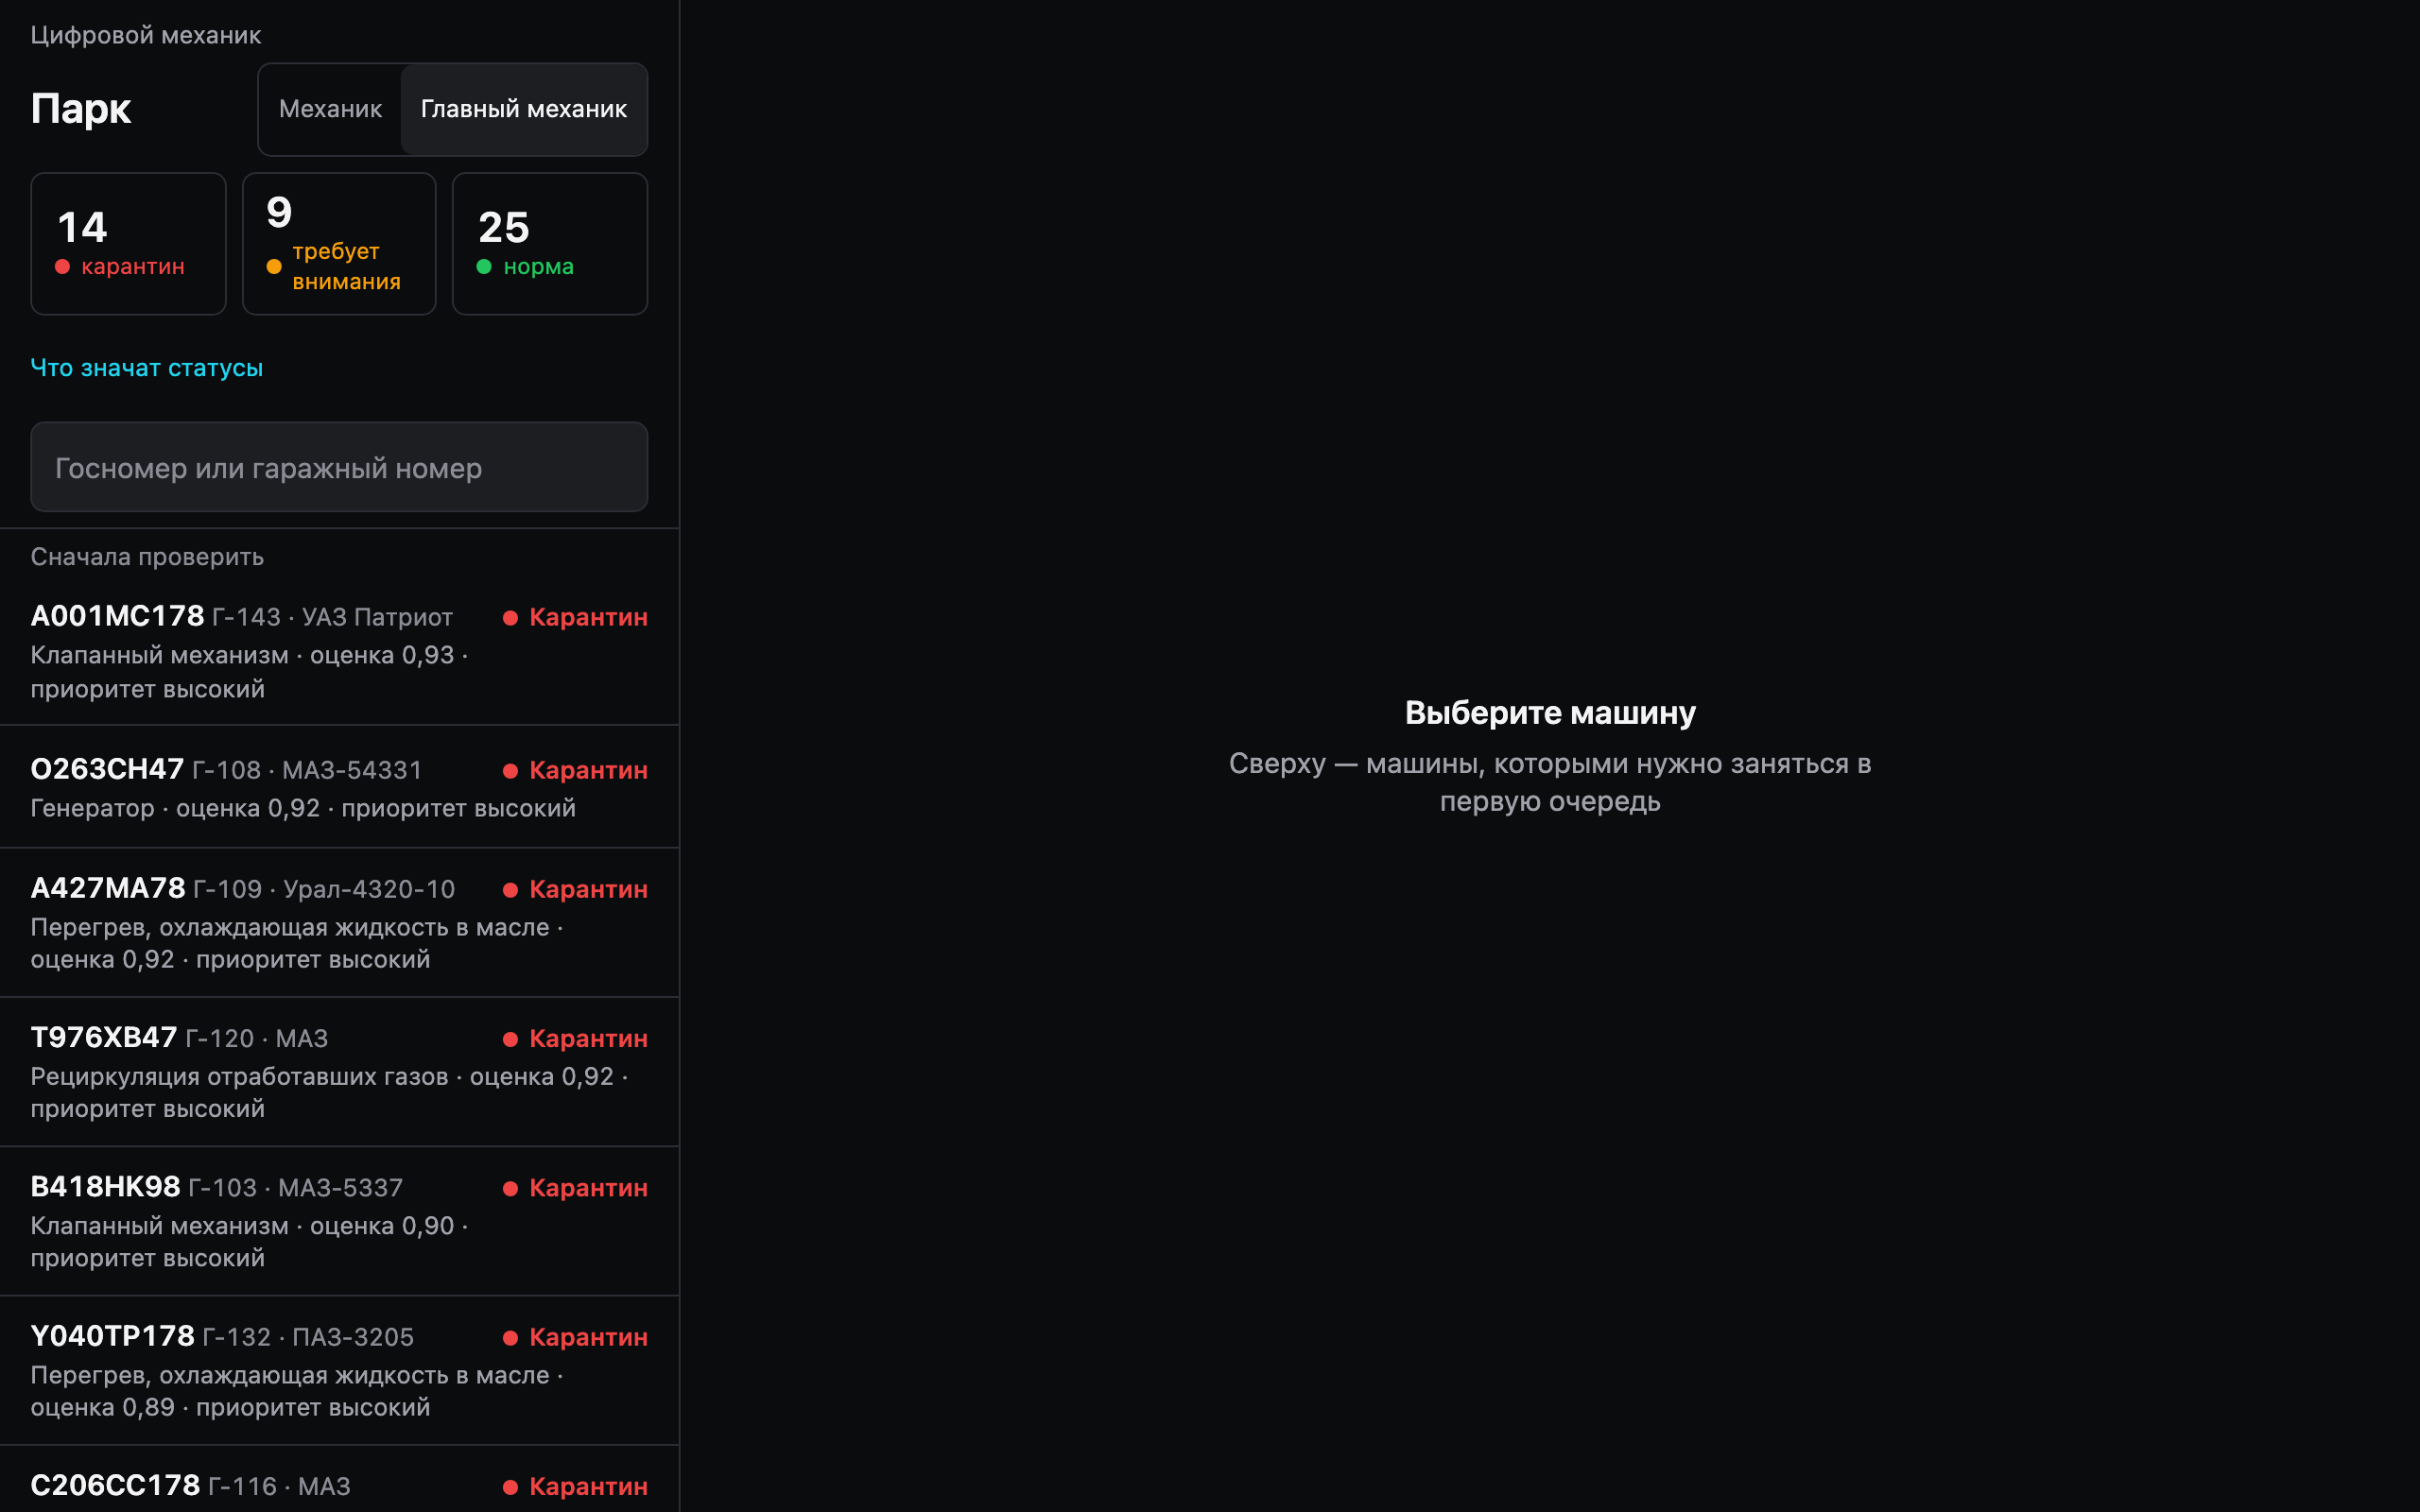 Цифровой механик
Парк
Механик
Главный механик
14
карантин
9
требует
внимания
25
норма
Что значат статусы
Госномер или гаражный номер
Сначала проверить
А001МС178 Г-143 · УАЗ Патриот
Карантин
Клапанный механизм · оценка 0,93 ·
приоритет высокий
О263СН47 Г-108 · МАЗ-54331
Карантин
Генератор · оценка 0,92 · приоритет высокий
А427МА78 Г-109 · Урал-4320-10
Карантин
Перегрев, охлаждающая жидкость в масле ·
оценка 0,92 · приоритет высокий
Т976ХВ47 Г-120 · МАЗ
Карантин
Рециркуляция отработавших газов · оценка 0,92 ·
приоритет высокий
В418НК98 Г-103 · МАЗ-5337
Карантин
Клапанный механизм · оценка 0,90 ·
приоритет высокий
Y040ТР178 Г-132 · ПАЗ-3205
Карантин
Перегрев, охлаждающая жидкость в масле ·
оценка 0,89 · приоритет высокий
С206СС178 Г-116 · МАЗ
Карантин
Выберите машину
Сверху — машины, которыми нужно заняться в
первую очередь